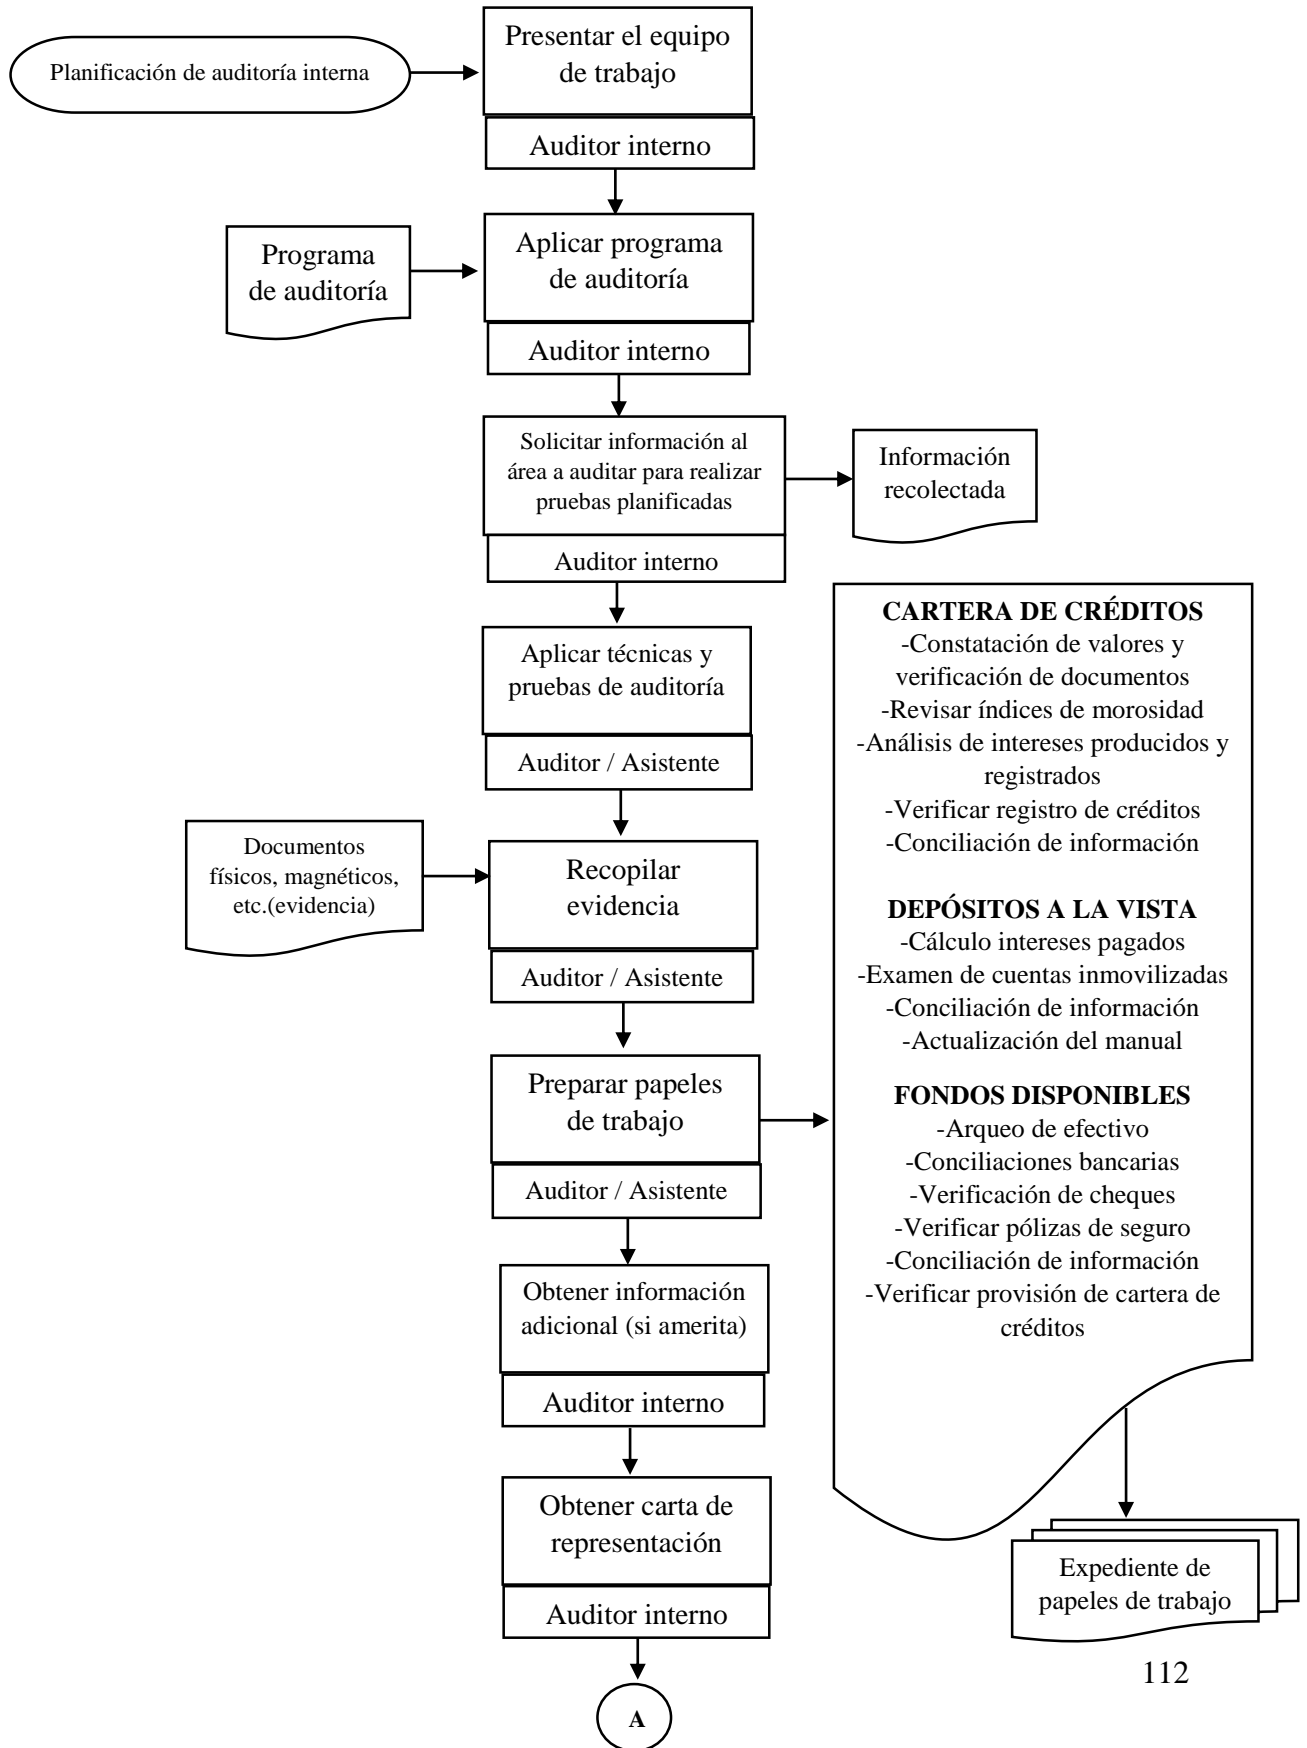 Planificación de auditoría interna
Presentar el equipo
de trabajo
Auditor interno
Programa
de auditoría
Aplicar programa
de auditoría
Auditor interno
Solicitar información al
área a auditar para realizar
pruebas planificadas
Auditor interno
Información
recolectada
Aplicar técnicas y
pruebas de auditoría
Auditor / Asistente
Documentos
físicos, magnéticos,
etc.(evidencia)
Recopilar
evidencia
Auditor / Asistente
Preparar papeles
de trabajo
Auditor / Asistente
CARTERA DE CRÉDITOS
-Constatación de valores y
verificación de documentos
-Revisar índices de morosidad
-Análisis de intereses producidos y
registrados
-Verificar registro de créditos
-Conciliación de información
DEPÓSITOS A LA VISTA
-Cálculo intereses pagados
-Examen de cuentas inmovilizadas
-Conciliación de información
-Actualización del manual
FONDOS DISPONIBLES
-Arqueo de efectivo
-Conciliaciones bancarias
-Verificación de cheques
-Verificar pólizas de seguro
-Conciliación de información
-Verificar provisión de cartera de
créditos
Obtener información
adicional (si amerita)
Auditor interno
Obtener carta de
representación
Auditor interno
Expediente de
papeles de trabajo
112
A